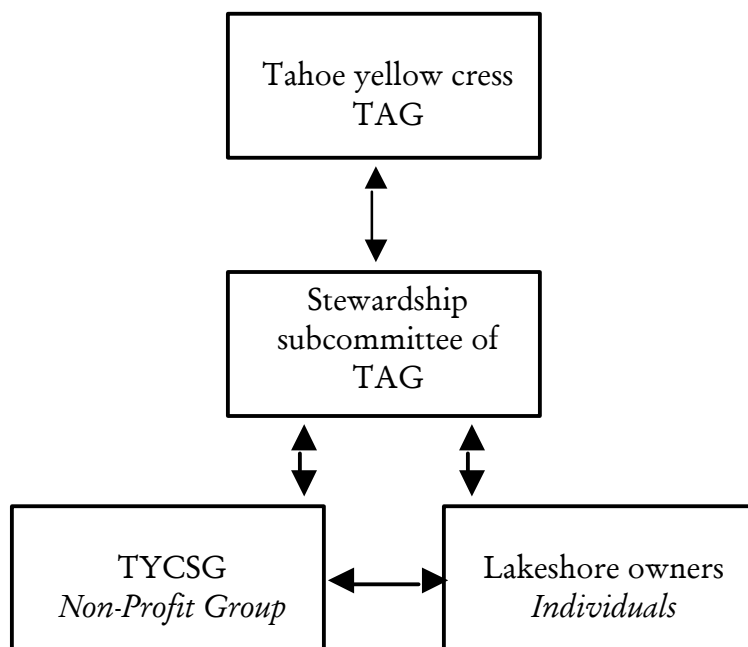 Tahoe yellow cress
TAG
Stewardship
subcommittee of
TAG
TYCSG
Non-Profit Group
Lakeshore owners
Individuals